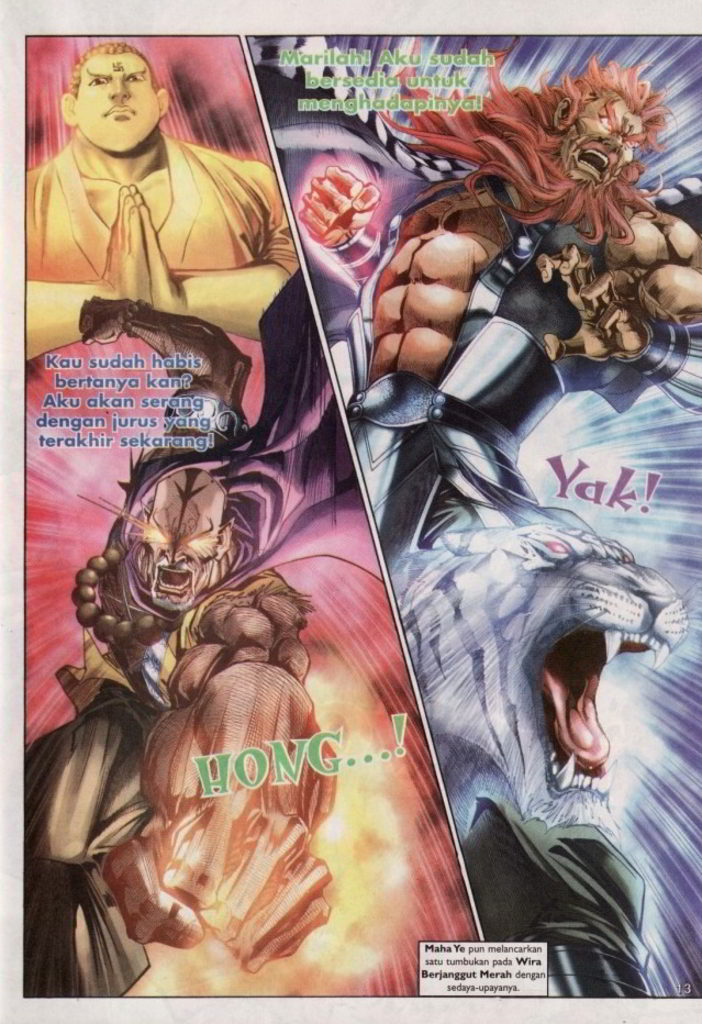 Kau sudah habis
bertanya kan?
Aku akan serang
dengan jurus yang
terakhir sekarang!
HONG...!
Marilah! Aku sudah
bersedia untuk
menghadapinya!
Yak!
Maha Ye pun melancarkan
satu tumbukan pada Wira
Berjanggut Merah dengan
sedaya-upayanya.
13